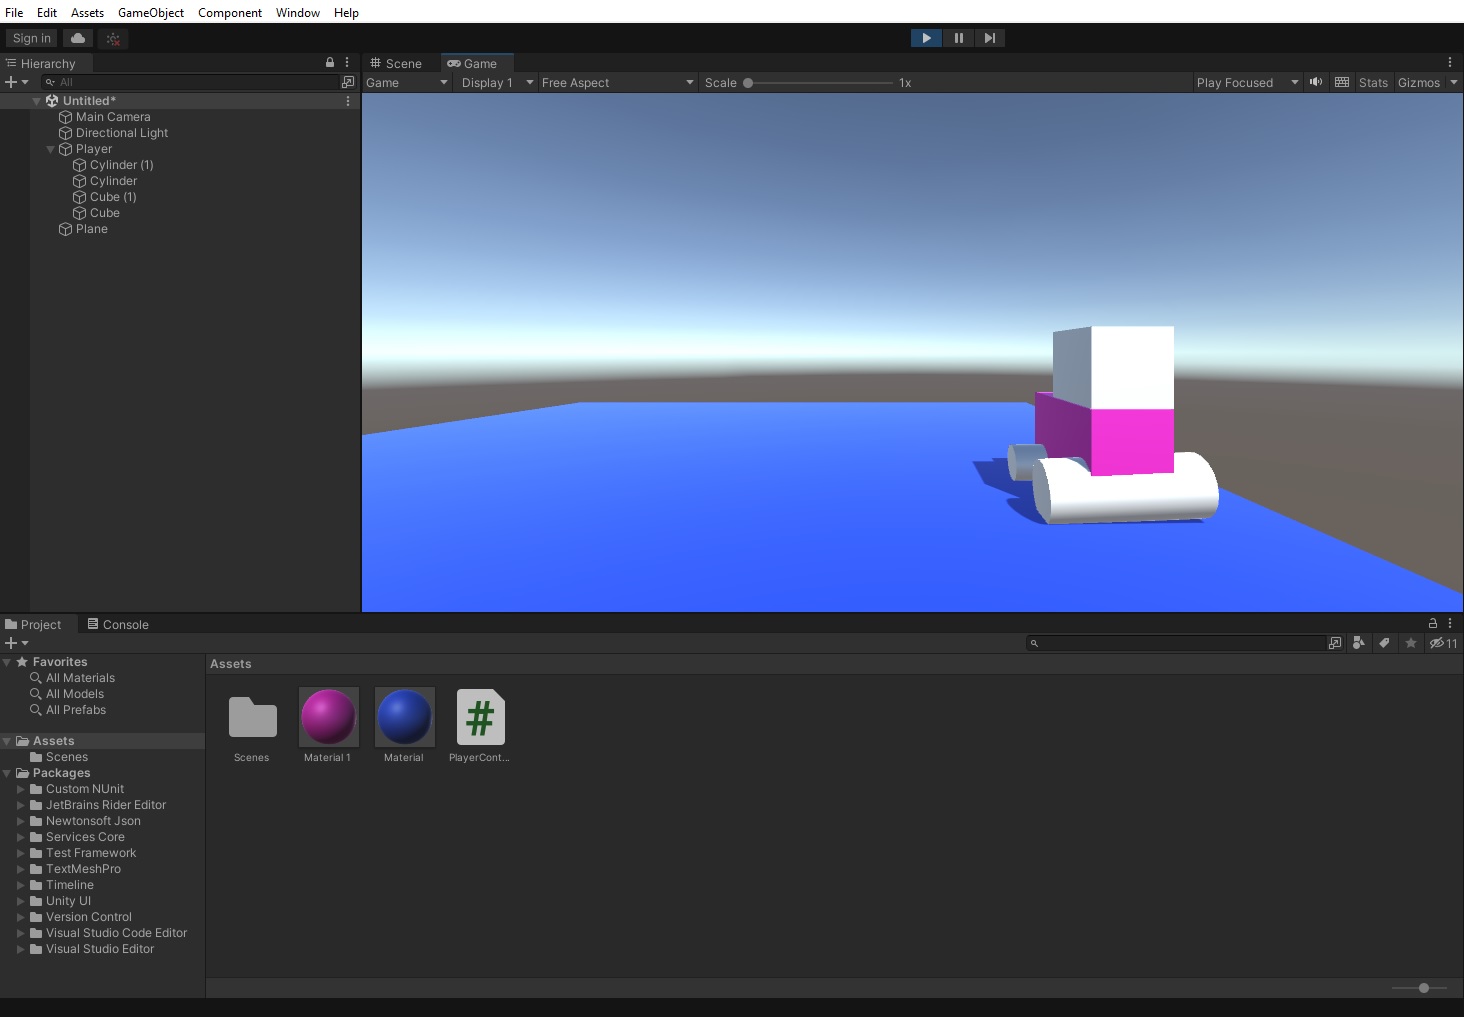 File Edit Assets GameObject Component Window Help
Sign in
Hierarchy
All
Untitled*
Main Camera
Directional Light
Player
Cylinder (1)
Cylinder
Cube (1)
Cube
Plane
Scene Game
Game Display 1 Free Aspect Scale 1x Play Focused Stats Gizmos
Project Console
11
Favorites
All Materials
All Models
All Prefabs
Assets
Scenes
Packages
Custom NUnit
JetBrains Rider Editor
Newtonsoft Json
Services Core
Test Framework
TextMeshPro
Timeline
Unity UI
Version Control
Visual Studio Code Editor
Visual Studio Editor
Assets
#
Scenes Material 1 Material PlayerCont...